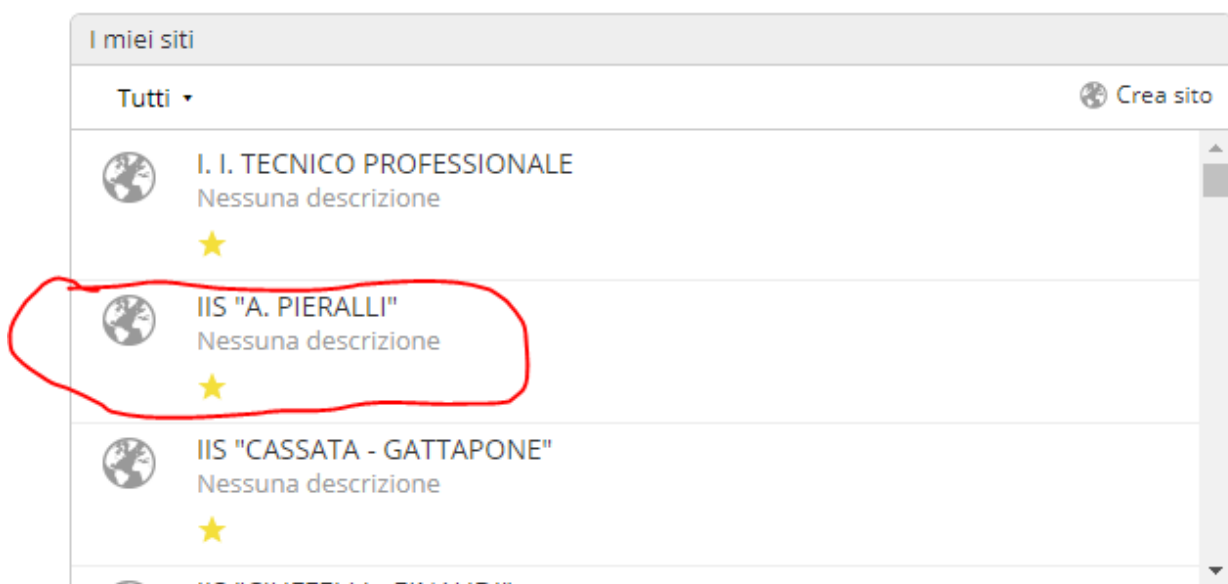 I miei siti
Tutti
Crea sito
I. I. TECNICO PROFESSIONALE
Nessuna descrizione
IIS "A. PIERALLI"
Nessuna descrizione
IIS "CASSATA - GATTAPONE"
Nessuna descrizione